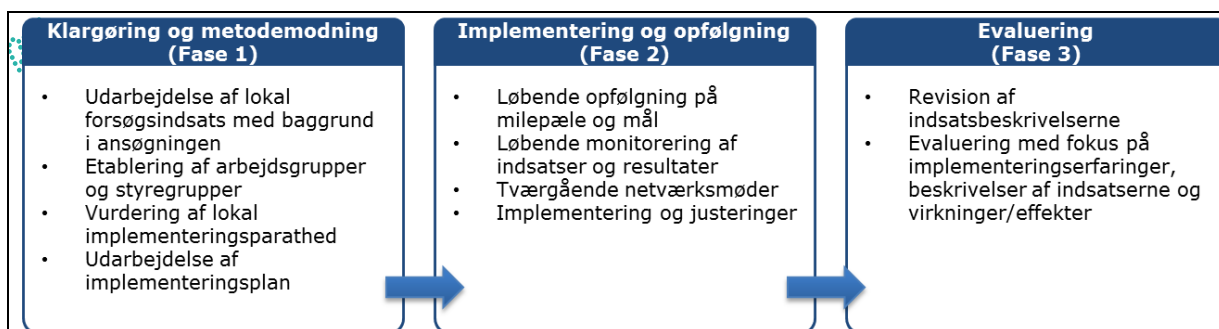 Klargøring og metodemodning
(Fase 1)
• Udarbejdelse af lokal
forsøgsindsats med baggrund
i ansøgningen
• Etablering af arbejdsgrupper
og styregrupper
• Vurdering af lokal
implementeringsparathed
• Udarbejdelse af
implementeringsplan
Implementering og opfølgning
(Fase 2)
• Løbende opfølgning på
milepæle og mål
• Løbende monitorering af
indsatser og resultater
• Tværgående netværksmøder
• Implementering og justeringer
Evaluering
(Fase 3)
• Revision af
indsatsbeskrivelserne
• Evaluering med fokus på
implementeringserfaringer,
beskrivelser af indsatserne og
virkninger/effekter